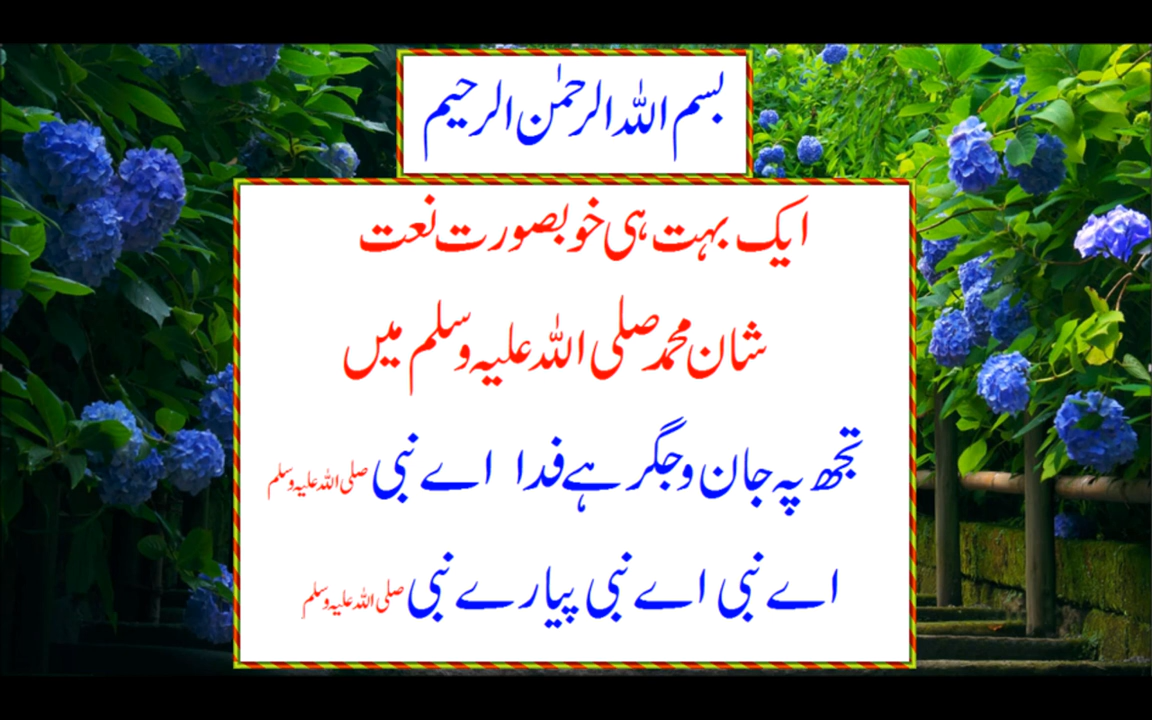 بسم اللہ الرحمٰن الرحیم
ایک بہت ہی خوبصورت نعت
شان محمد صلی اللہ علیہ وسلم میں
تجھ پہ جان و جگر ہے فدا اے نبی صلی اللہ علیہ وسلم
اے نبی اے نبی پیارے نبی صلی اللہ علیہ وسلم